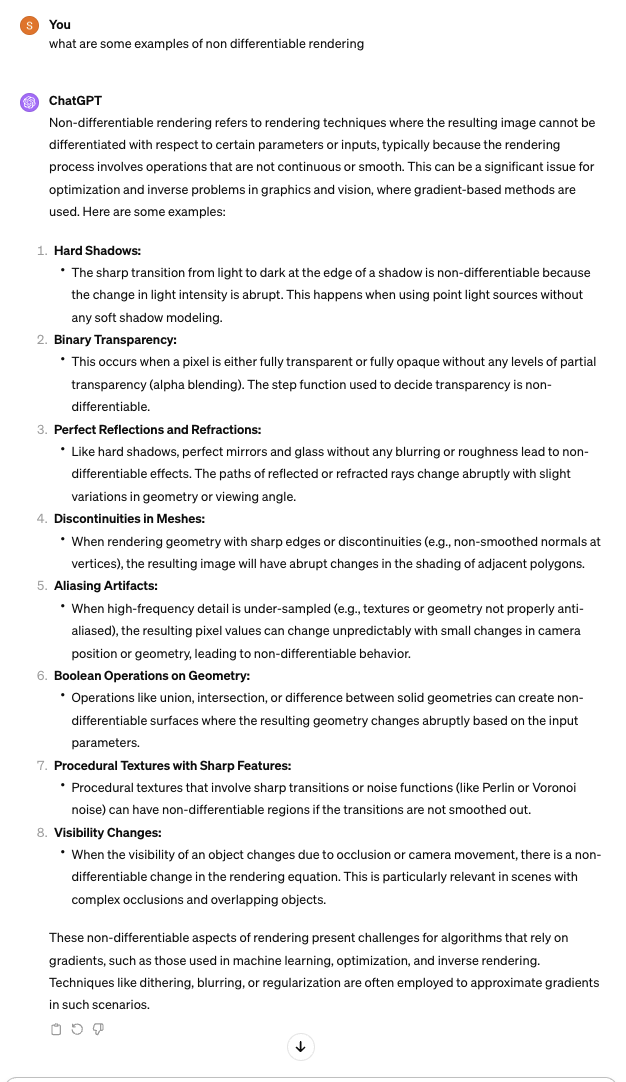 S
You
what are some examples of non differentiable rendering
ChatGPT
Non-differentiable rendering refers to rendering techniques where the resulting image cannot be
differentiated with respect to certain parameters or inputs, typically because the rendering
process involves operations that are not continuous or smooth. This can be a significant issue for
optimization and inverse problems in graphics and vision, where gradient-based methods are
used. Here are some examples:
1. Hard Shadows:
• The sharp transition from light to dark at the edge of a shadow is non-differentiable because
the change in light intensity is abrupt. This happens when using point light sources without
any soft shadow modeling.
2. Binary Transparency:
• This occurs when a pixel is either fully transparent or fully opaque without any levels of partial
transparency (alpha blending). The step function used to decide transparency is non-
differentiable.
3. Perfect Reflections and Refractions:
• Like hard shadows, perfect mirrors and glass without any blurring or roughness lead to non-
differentiable effects. The paths of reflected or refracted rays change abruptly with slight
variations in geometry or viewing angle.
4. Discontinuities in Meshes:
• When rendering geometry with sharp edges or discontinuities (e.g., non-smoothed normals at
vertices), the resulting image will have abrupt changes in the shading of adjacent polygons.
5. Aliasing Artifacts:
• When high-frequency detail is under-sampled (e.g., textures or geometry not properly anti-
aliased), the resulting pixel values can change unpredictably with small changes in camera
position or geometry, leading to non-differentiable behavior.
6. Boolean Operations on Geometry:
• Operations like union, intersection, or difference between solid geometries can create non-
differentiable surfaces where the resulting geometry changes abruptly based on the input
parameters.
7. Procedural Textures with Sharp Features:
• Procedural textures that involve sharp transitions or noise functions (like Perlin or Voronoi
noise) can have non-differentiable regions if the transitions are not smoothed out.
8. Visibility Changes:
• When the visibility of an object changes due to occlusion or camera movement, there is a non-
differentiable change in the rendering equation. This is particularly relevant in scenes with
complex occlusions and overlapping objects.
These non-differentiable aspects of rendering present challenges for algorithms that rely on
gradients, such as those used in machine learning, optimization, and inverse rendering.
Techniques like dithering, blurring, or regularization are often employed to approximate gradients
in such scenarios.